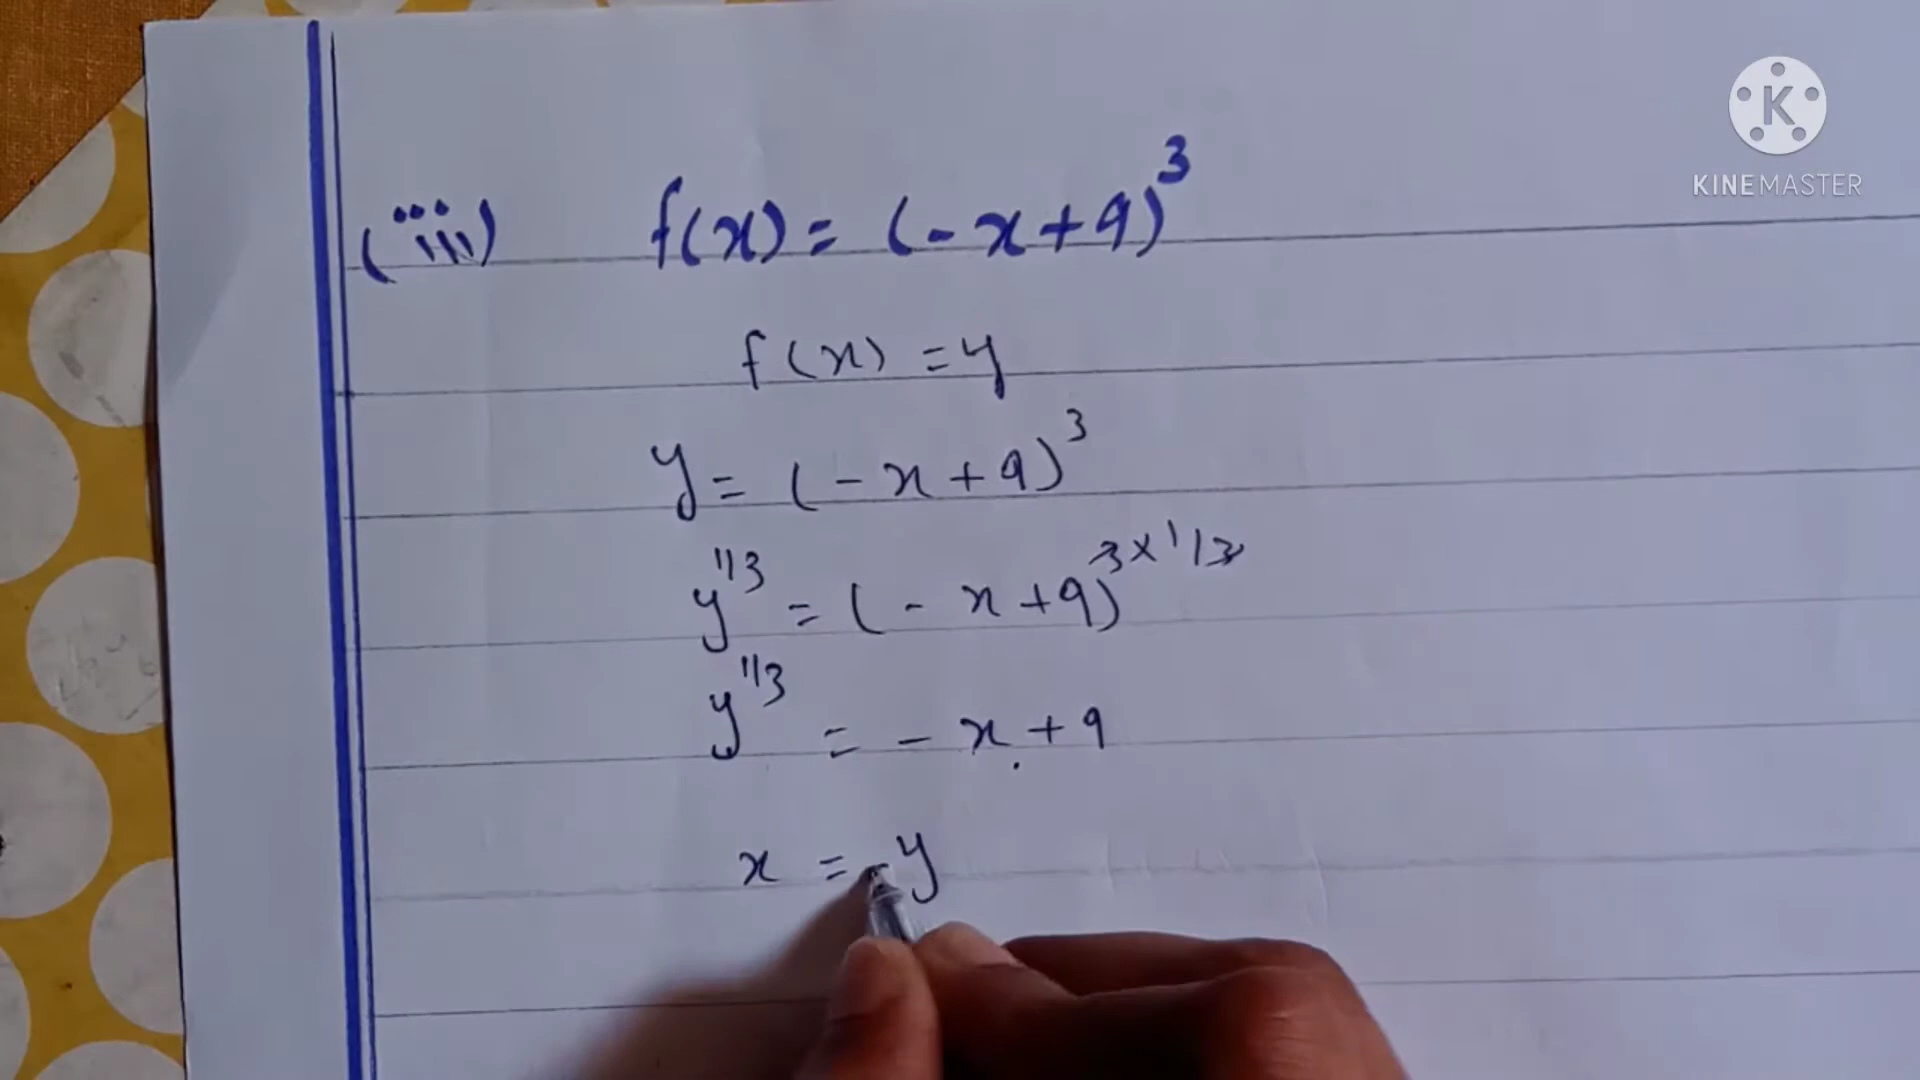 K
KINEMASTER
(iii) f(x) = (-x+9)³
f(x) = y
y = (-x+9)³
y^1/3 = (-x+9)^3×1/3
y^1/3 = -x+9
x = -y